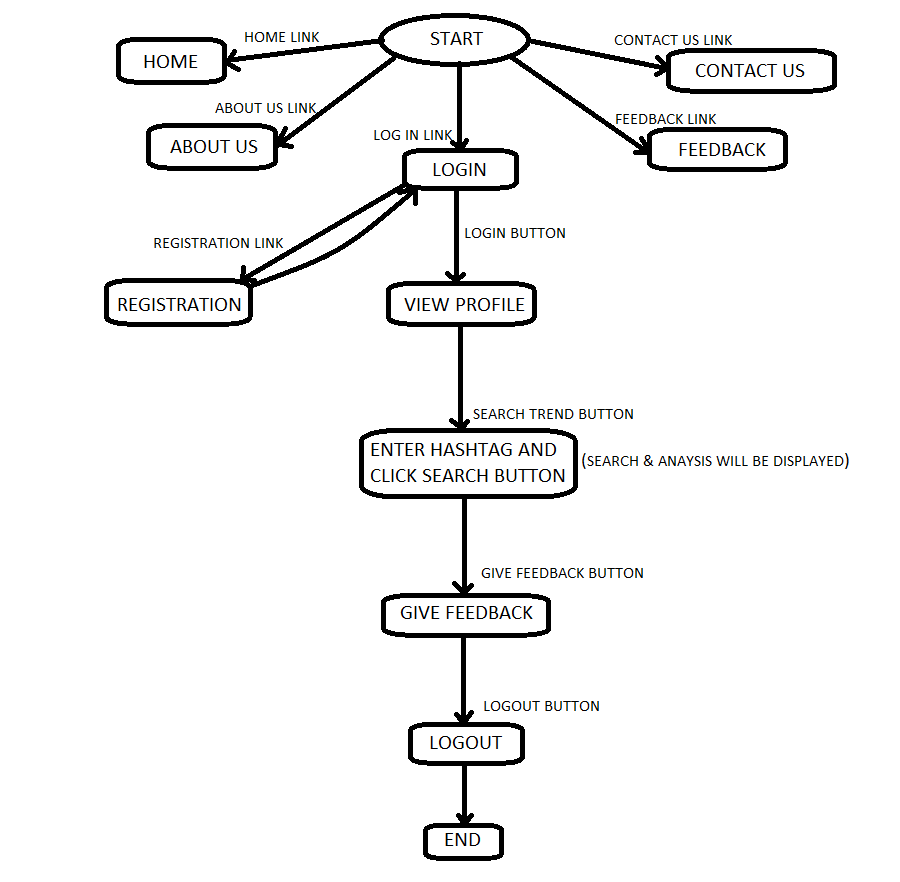 START
HOME LINK
HOME
CONTACT US LINK
CONTACT US
ABOUT US LINK
ABOUT US
FEEDBACK LINK
FEEDBACK
LOG IN LINK
LOGIN
REGISTRATION LINK
LOGIN BUTTON
REGISTRATION
VIEW PROFILE
SEARCH TREND BUTTON
ENTER HASHTAG AND
CLICK SEARCH BUTTON
(SEARCH & ANAYSIS WILL BE DISPLAYED)
GIVE FEEDBACK BUTTON
GIVE FEEDBACK
LOGOUT BUTTON
LOGOUT
END